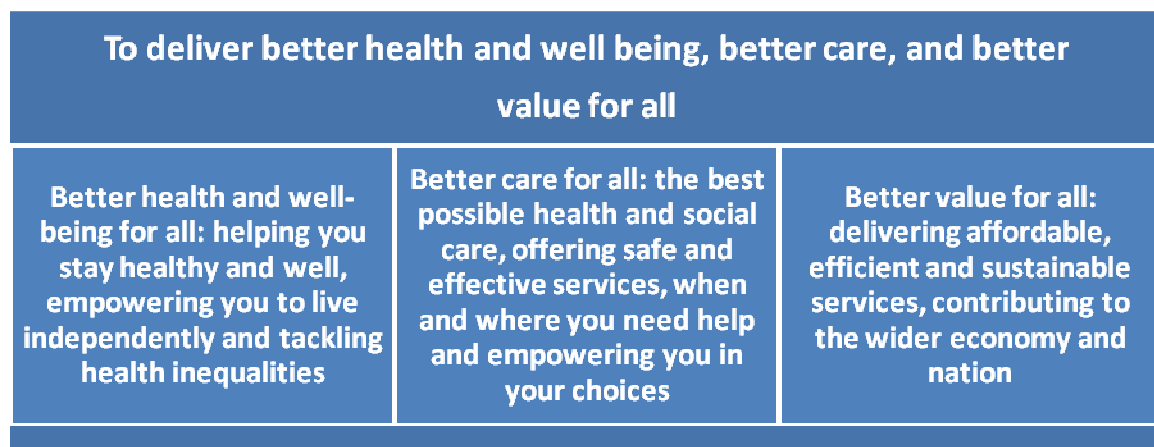 To deliver better health and well being, better care, and better
value for all
Better health and well-
being for all: helping you
stay healthy and well,
empowering you to live
independently and tackling
health inequalities
Better care for all: the best
possible health and social
care, offering safe and
effective services, when
and where you need help
and empowering you in
your choices
Better value for all:
delivering affordable,
efficient and sustainable
services, contributing to
the wider economy and
nation